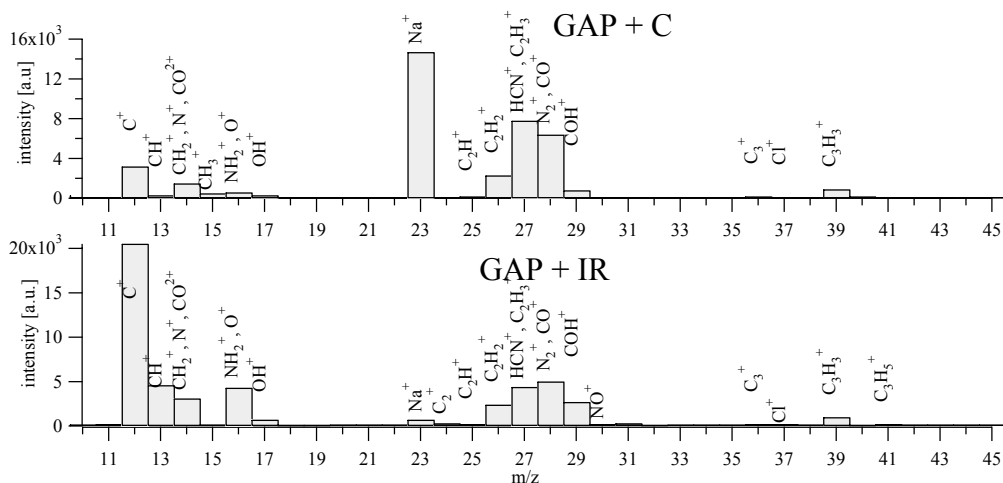 GAP + C
intensity [a.u]
16x10³
12
8
4
0
C⁺
CH⁺
CH₂⁺, N⁺, CO²⁺
CH₃⁺
NH₂⁺, O⁺
OH⁺
Na⁺
C₂H⁺
C₂H₂⁺
HCN⁺, C₂H₃⁺
N₂⁺, CO⁺
COH⁺
C₃⁺
Cl⁺
C₃H₃⁺
11 13 15 17 19 21 23 25 27 29 31 33 35 37 39 41 43 45
GAP + IR
intensity [a.u.]
20x10³
15
10
5
0
C⁺
CH⁺
CH₂⁺, N⁺, CO²⁺
NH₂⁺, O⁺
OH⁺
Na⁺
C₂⁺
C₂H⁺
C₂H₂⁺
HCN⁺, C₂H₃⁺
N₂⁺, CO⁺
COH⁺
NO⁺
C₃⁺
Cl⁺
C₃H₃⁺
C₃H₅⁺
11 13 15 17 19 21 23 25 27 29 31 33 35 37 39 41 43 45
m/z